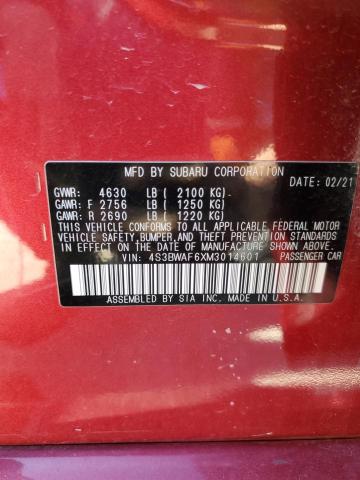 MFD BY SUBARU CORPORATION
DATE: 02/21
GVWR: 4630 LB ( 2100 KG).
GAWR: F 2756 LB ( 1250 KG)
GAWR: R 2690 LB ( 1220 KG)
THIS VEHICLE CONFORMS TO ALL APPLICABLE FEDERAL MOTOR
VEHICLE SAFETY,BUMPER,AND THEFT PREVENTION STANDARDS
IN EFFECT ON THE DATE OF MANUFACTURE SHOWN ABOVE.
VIN: 4S3BWAF6XM3014601 PASSENGER CAR
ASSEMBLED BY SIA INC. MADE IN U.S.A.